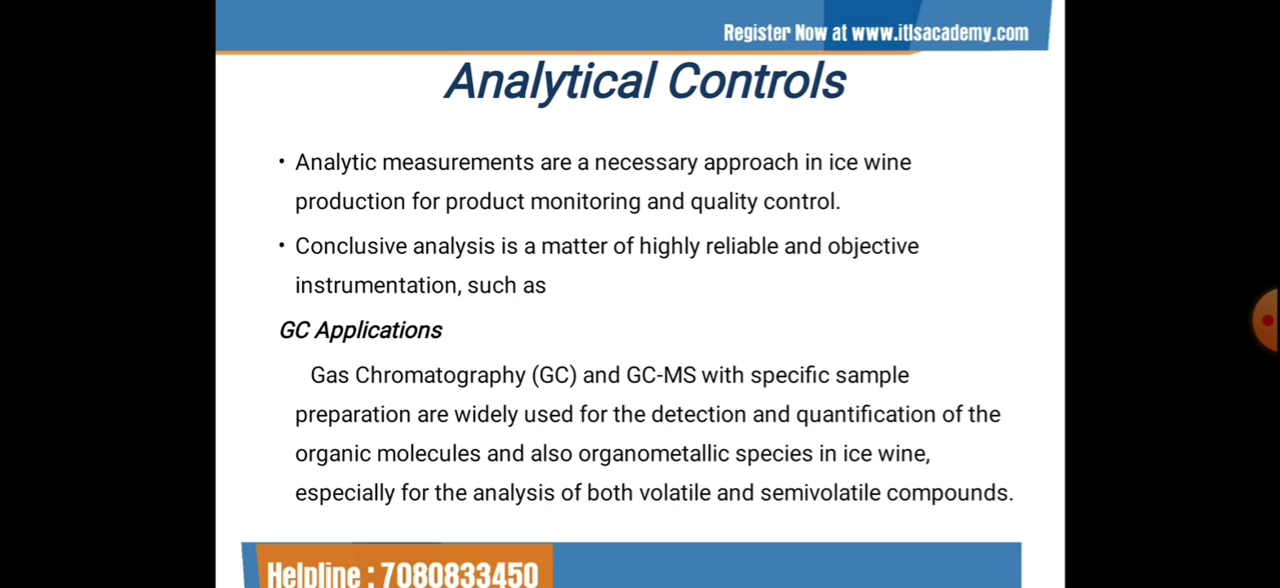 Register Now at www.itlsacademy.com
Analytical Controls
• Analytic measurements are a necessary approach in ice wine
production for product monitoring and quality control.
• Conclusive analysis is a matter of highly reliable and objective
instrumentation, such as
GC Applications
Gas Chromatography (GC) and GC-MS with specific sample
preparation are widely used for the detection and quantification of the
organic molecules and also organometallic species in ice wine,
especially for the analysis of both volatile and semivolatile compounds.
Helpline : 7080833450